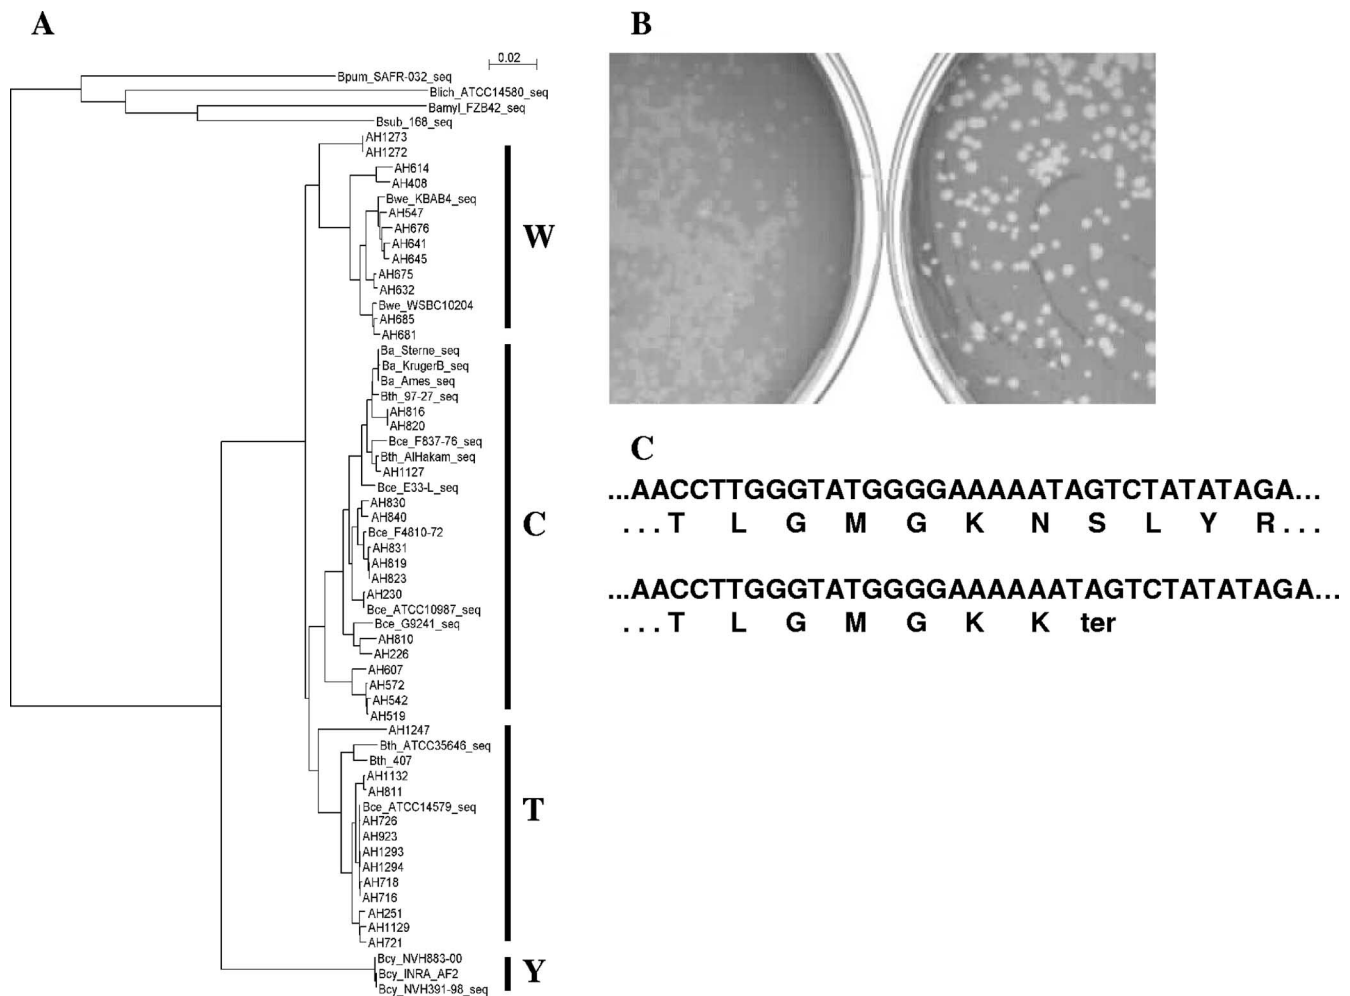 A
0.02
Bpum_SAFR-032_seq
Blich_ATCC14580_seq
Bamyl_FZB42_seq
Bsub_168_seq
AH1273
AH1272
AH614
AH408
Bwe_KBAB4_seq
AH547
AH676
AH641
AH645
AH675
AH632
Bwe_WSBC10204
AH685
AH681
W
Ba_Sterne_seq
Ba_KrugerB_seq
Ba_Ames_seq
Bth_97-27_seq
AH816
AH820
Bce_F837-76_seq
Bth_AlHakam_seq
AH1127
Bce_E33-L_seq
AH830
AH840
Bce_F4810-72
AH831
AH819
AH823
AH230
Bce_ATCC10987_seq
Bce_G9241_seq
AH810
AH226
AH607
AH572
AH542
AH519
C
AH1247
Bth_ATCC35646_seq
Bth_407
AH1132
AH811
Bce_ATCC14579_seq
AH726
AH923
AH1293
AH1294
AH718
AH716
AH251
AH1129
AH721
T
Bcy_NVH883-00
Bcy_INRA_AF2
Bcy_NVH391-98_seq
Y
B
C
...AACCTTGGGTATGGGGAAAAATAGTCTATATAGA...
...T L G M G K N S L Y R...
...AACCTTGGGTATGGGGAAAAAATAGTCTATATAGA...
...T L G M G K K ter